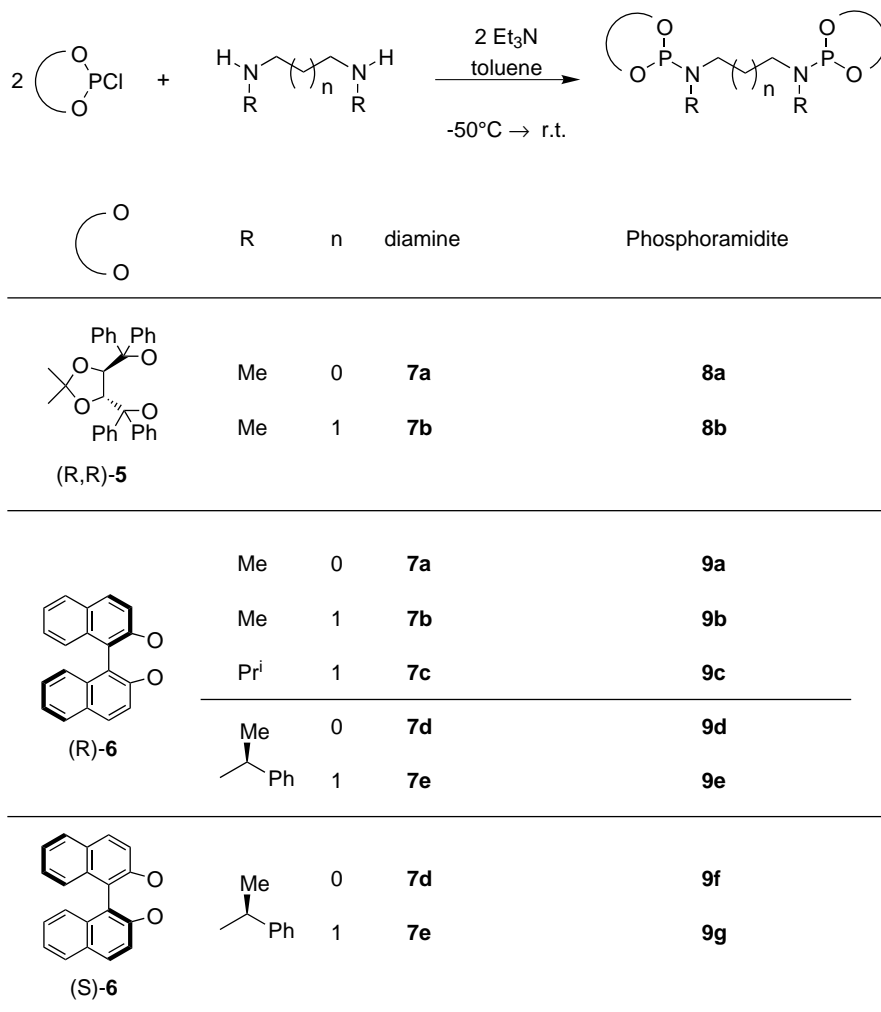 2 O O PCl + H N R ( ) n H N R 2 Et₃N toluene -50°C → r.t. O O P N R ( ) n N R P O O
O O R n diamine Phosphoramidite
Ph Ph O O O O Ph Ph
(R,R)-5
Me 0 7a 8a
Me 1 7b 8b
O O
(R)-6
Me 0 7a 9a
Me 1 7b 9b
Prⁱ 1 7c 9c
Me Ph
0 7d 9d
1 7e 9e
O O
(S)-6
Me Ph
0 7d 9f
1 7e 9g